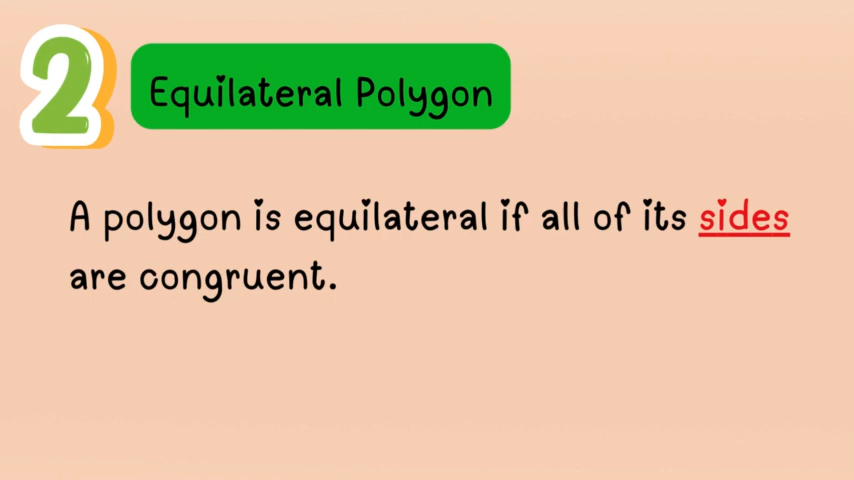 2
Equilateral Polygon
A polygon is equilateral if all of its sides
are congruent.